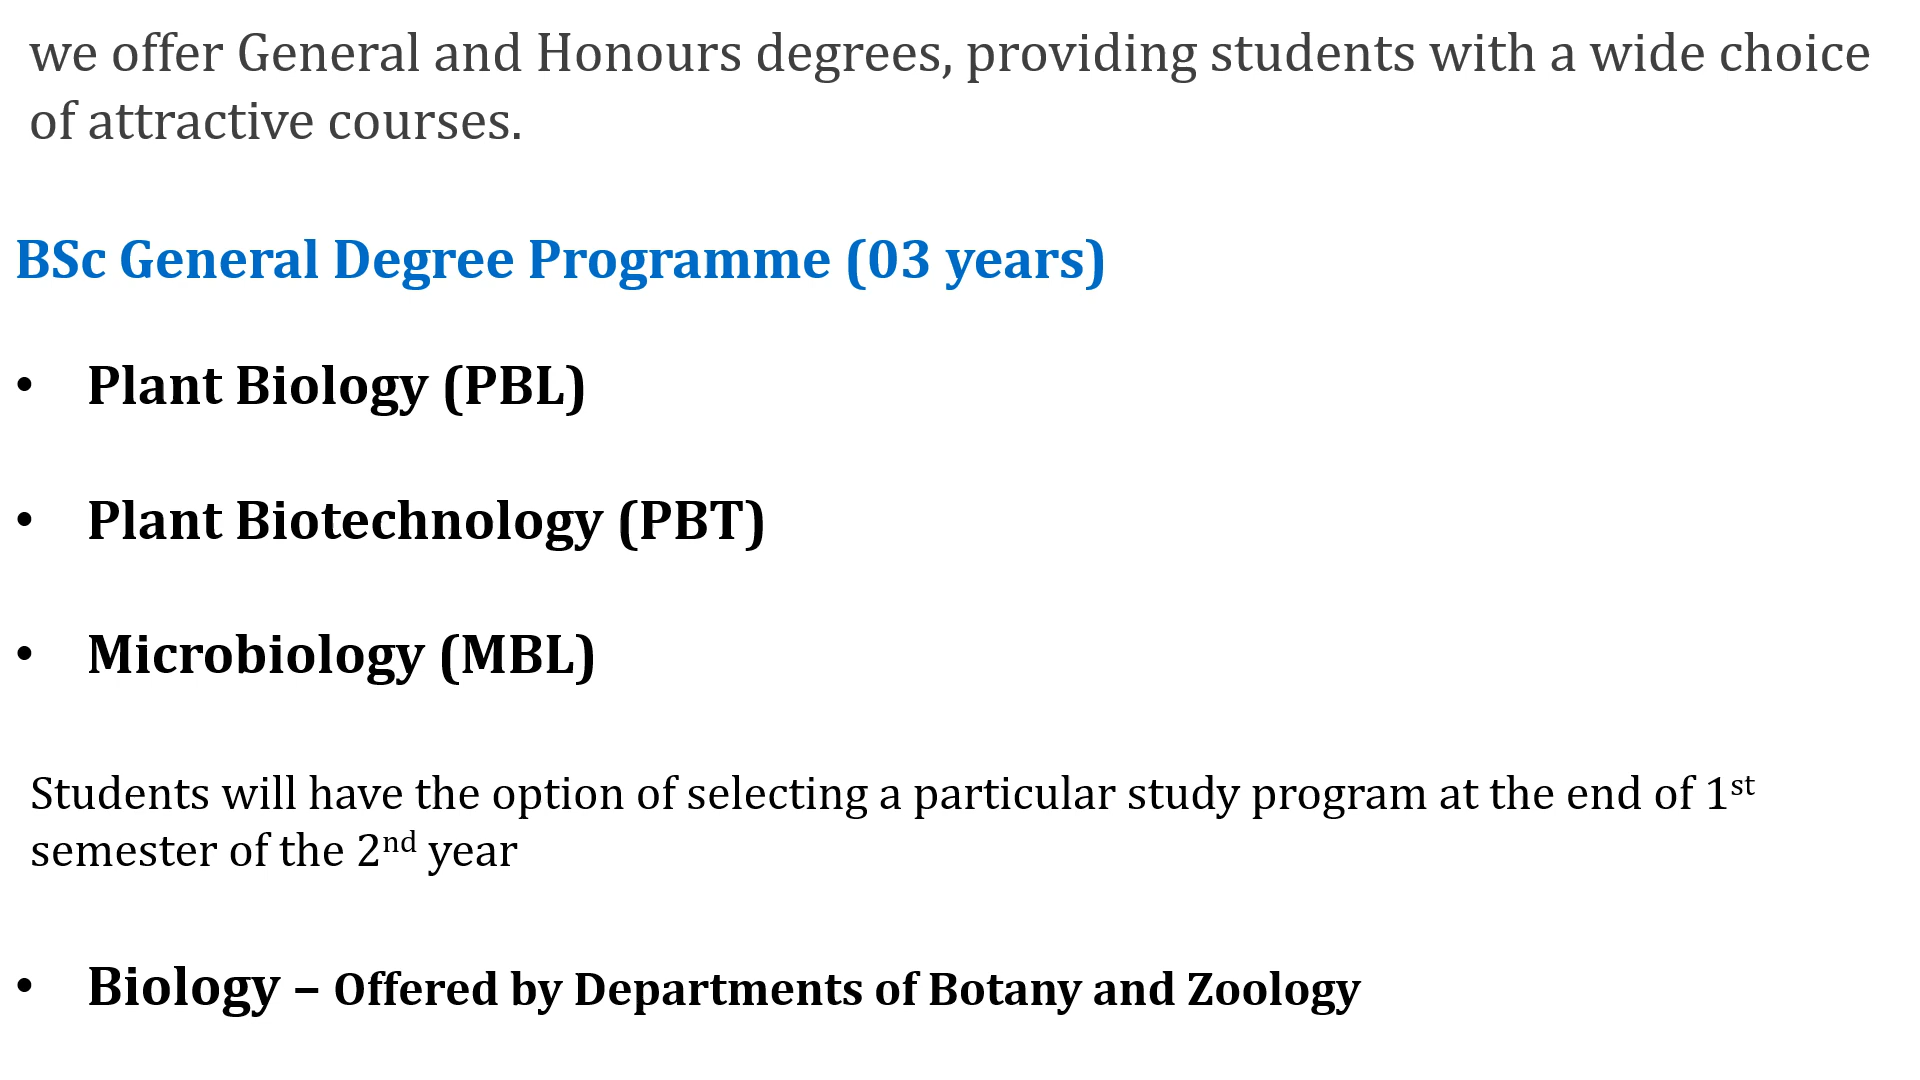 we offer General and Honours degrees, providing students with a wide choice
of attractive courses.
BSc General Degree Programme (03 years)
• Plant Biology (PBL)
• Plant Biotechnology (PBT)
• Microbiology (MBL)
Students will have the option of selecting a particular study program at the end of 1st
semester of the 2nd year
• Biology – Offered by Departments of Botany and Zoology